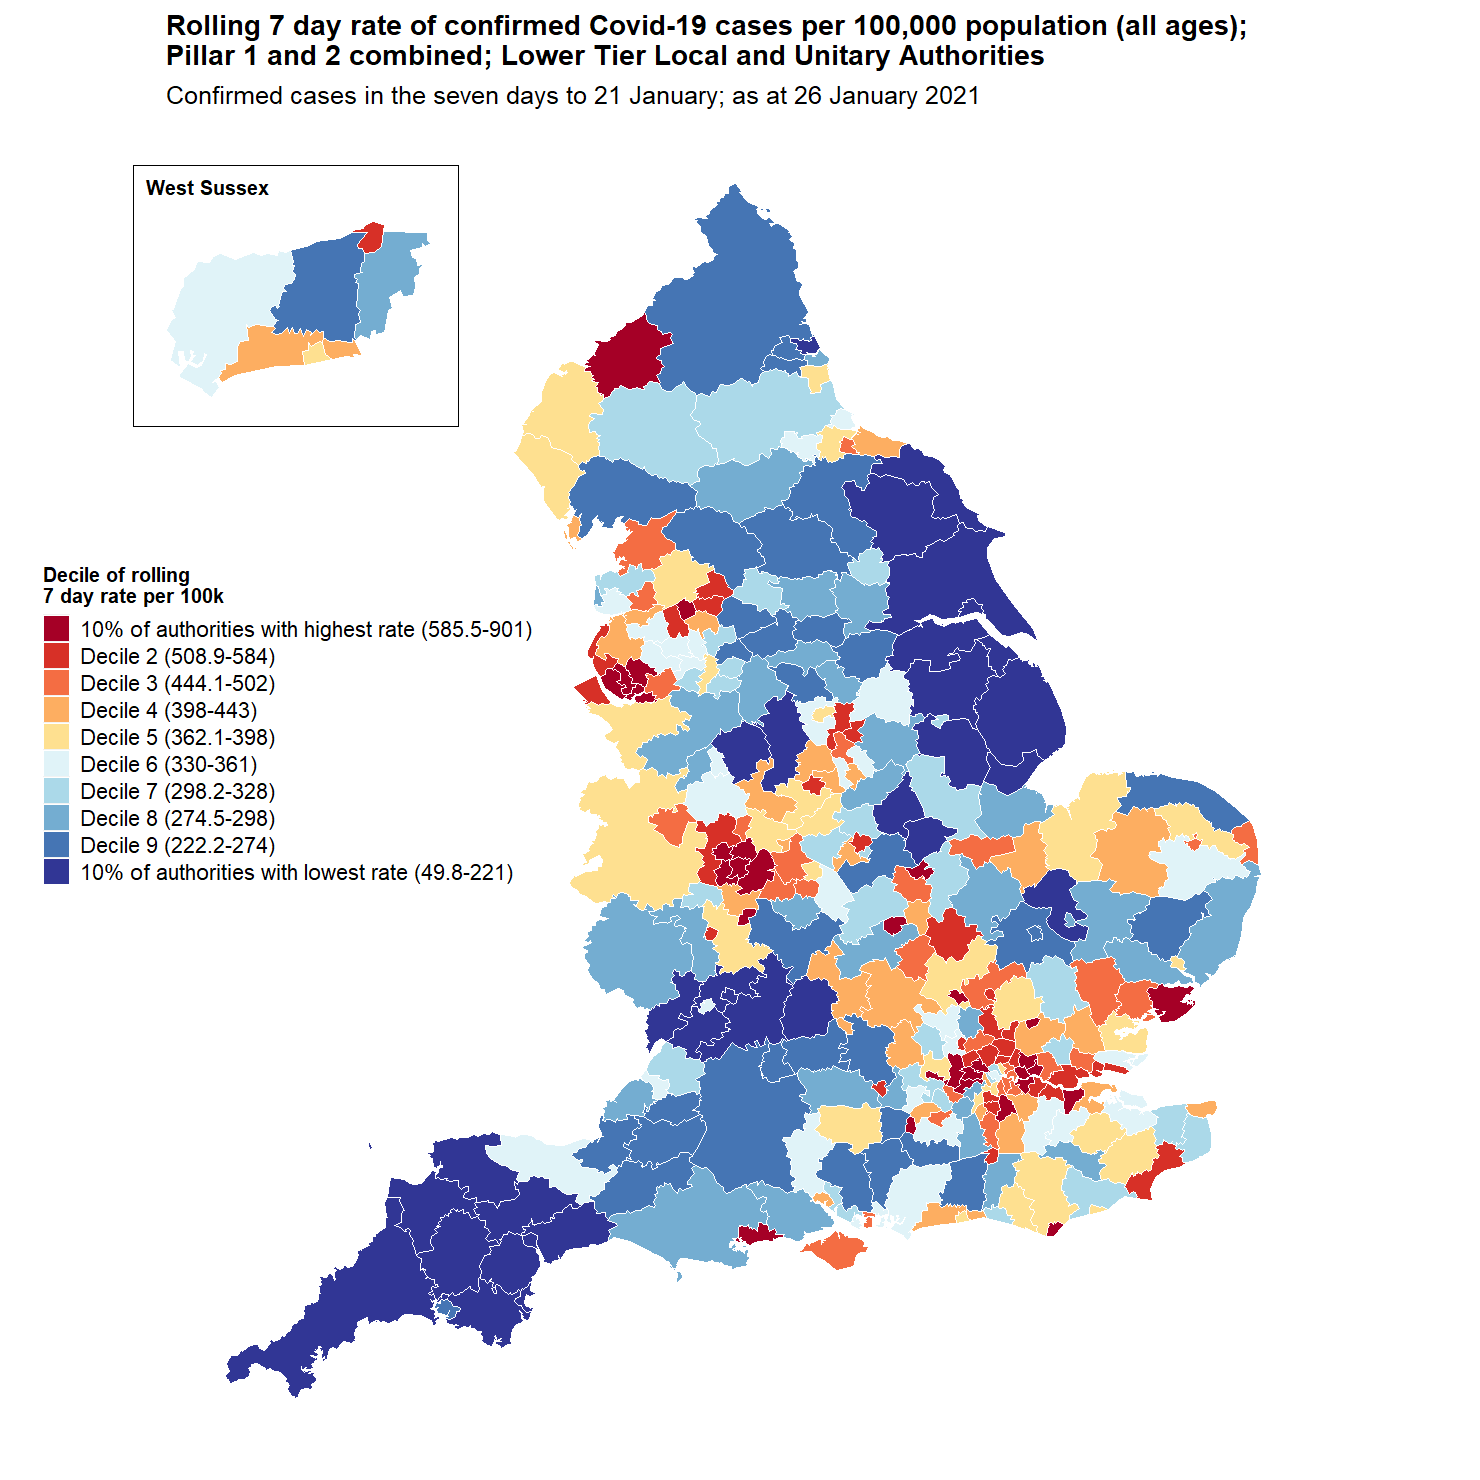 Rolling 7 day rate of confirmed Covid-19 cases per 100,000 population (all ages);
Pillar 1 and 2 combined; Lower Tier Local and Unitary Authorities
Confirmed cases in the seven days to 21 January; as at 26 January 2021
West Sussex
Decile of rolling
7 day rate per 100k
10% of authorities with highest rate (585.5-901)
Decile 2 (508.9-584)
Decile 3 (444.1-502)
Decile 4 (398-443)
Decile 5 (362.1-398)
Decile 6 (330-361)
Decile 7 (298.2-328)
Decile 8 (274.5-298)
Decile 9 (222.2-274)
10% of authorities with lowest rate (49.8-221)